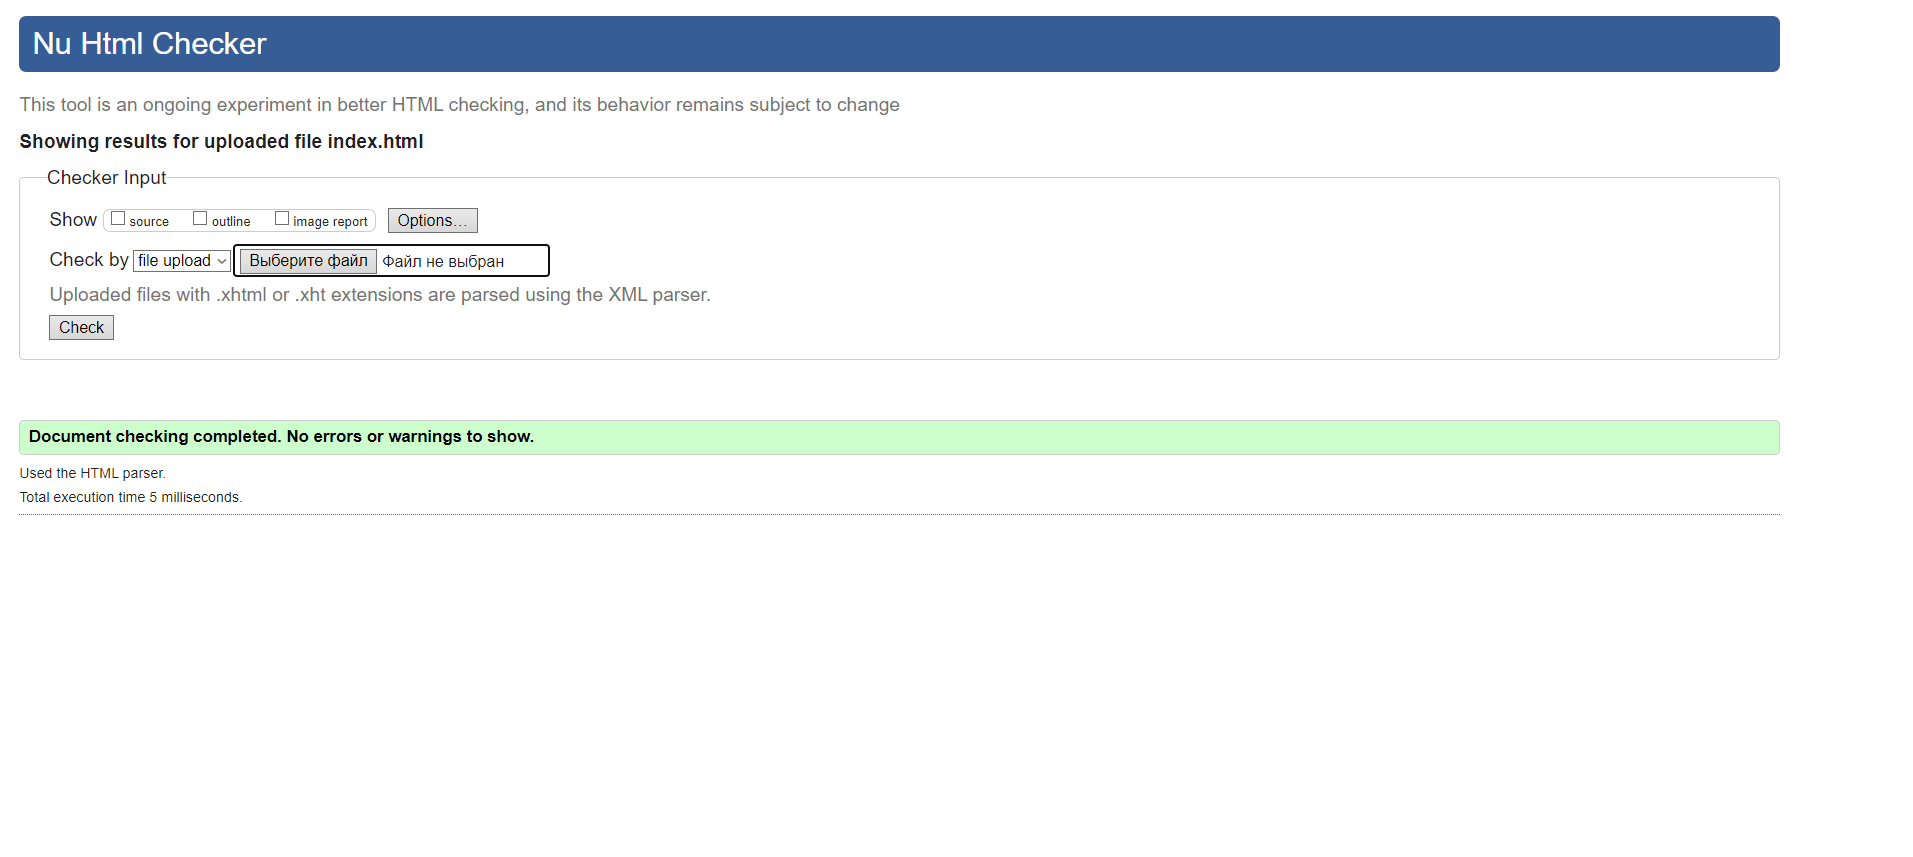 Nu Html Checker
This tool is an ongoing experiment in better HTML checking, and its behavior remains subject to change
Showing results for uploaded file index.html
Checker Input
Show source outline image report Options…
Check by file upload Выберите файл Файл не выбран
Uploaded files with .xhtml or .xht extensions are parsed using the XML parser.
Check
Document checking completed. No errors or warnings to show.
Used the HTML parser.
Total execution time 5 milliseconds.